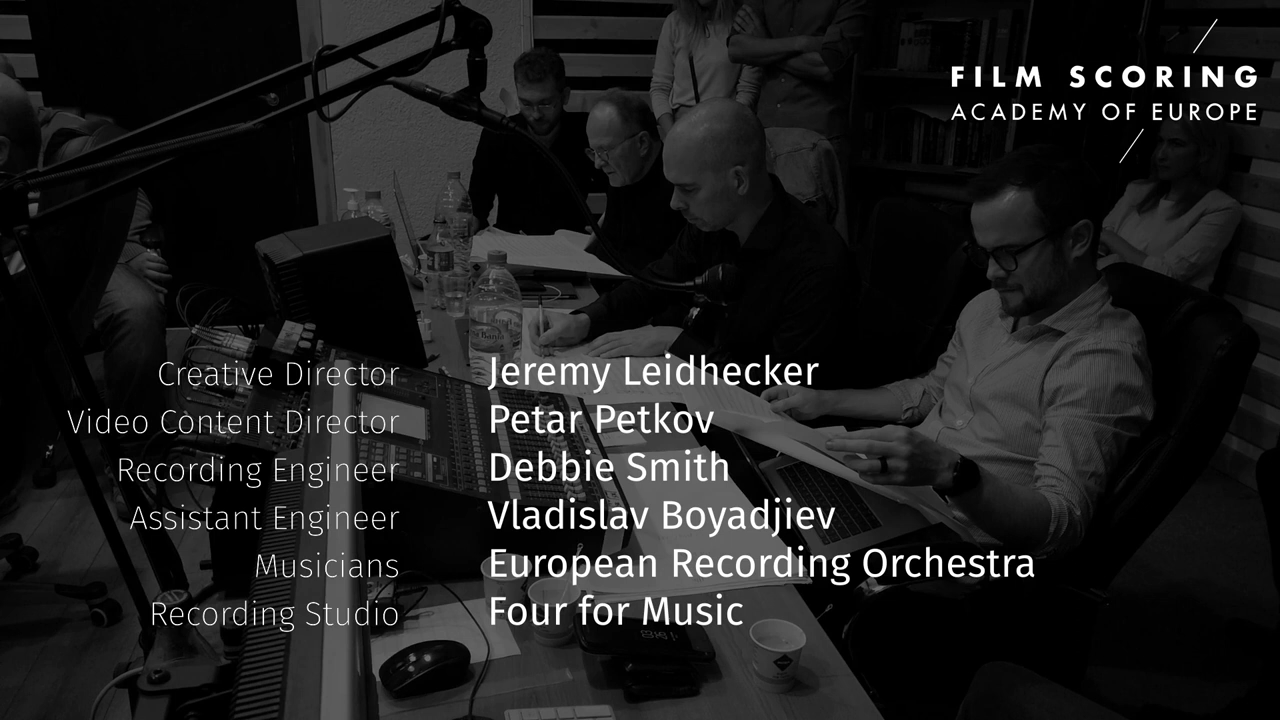 FILM SCORING
ACADEMY OF EUROPE
Creative Director Jeremy Leidhecker
Video Content Director Petar Petkov
Recording Engineer Debbie Smith
Assistant Engineer Vladislav Boyadjiev
Musicians European Recording Orchestra
Recording Studio Four for Music